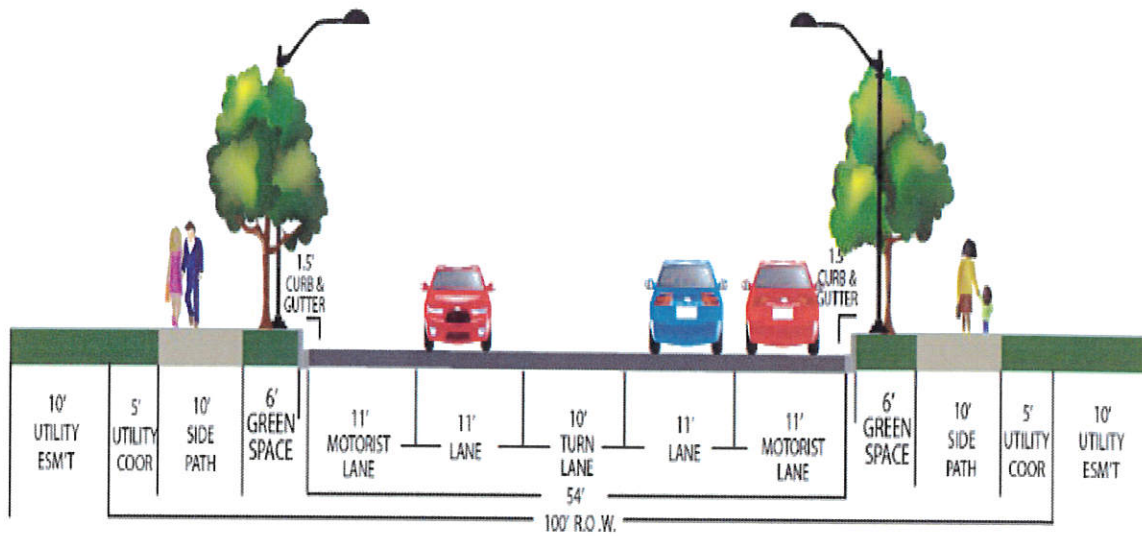 1.5'
CURB &
GUTTER
1.5'
CURB &
GUTTER
10'
UTILITY
ESM'T
5'
UTILITY
COOR
10'
SIDE
PATH
6'
GREEN
SPACE
11'
MOTORIST
LANE
11'
LANE
10'
TURN
LANE
11'
LANE
11'
MOTORIST
LANE
6'
GREEN
SPACE
10'
SIDE
PATH
5'
UTILITY
COOR
10'
UTILITY
ESM'T
54'
100' R.O.W.